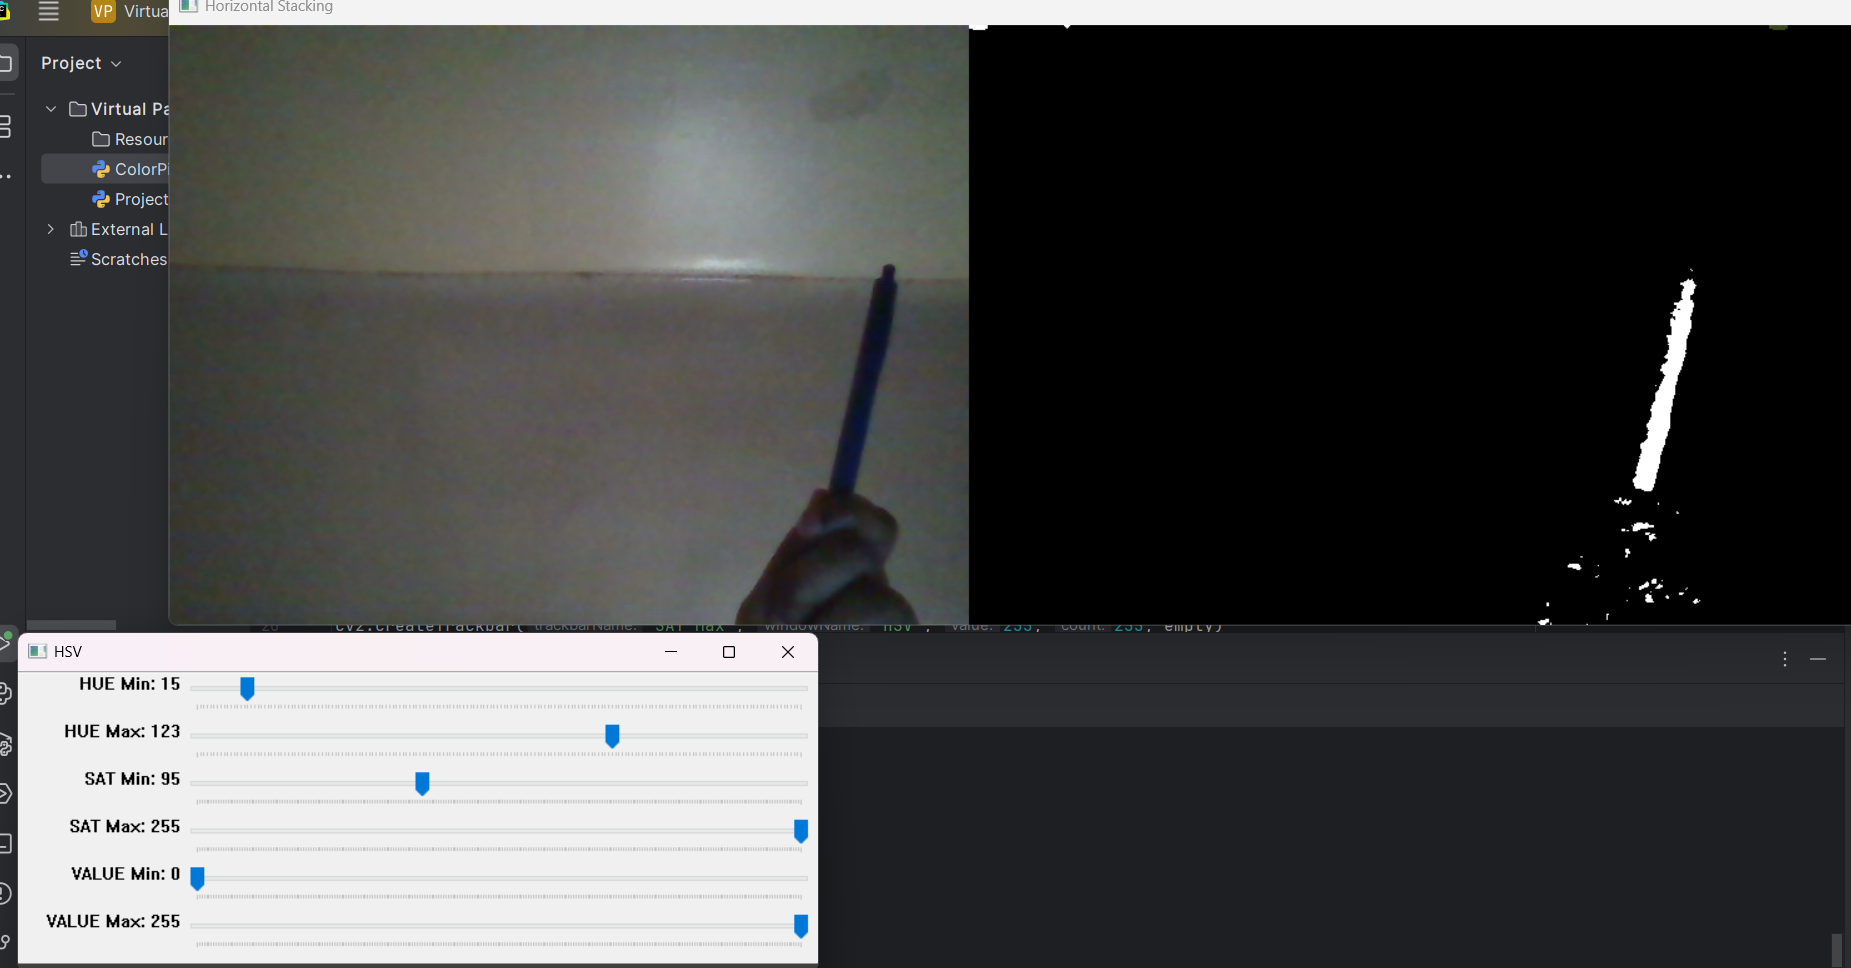 Horizontal Stacking
VP Virtua
Project
Virtual Pa
Resour
ColorPi
Project
External L
Scratches
26 cv2.createTrackbar( trackbarName: "SAT Max", windowName: "HSV", value: 255, count: 255, empty)
HSV
HUE Min: 15
HUE Max: 123
SAT Min: 95
SAT Max: 255
VALUE Min: 0
VALUE Max: 255